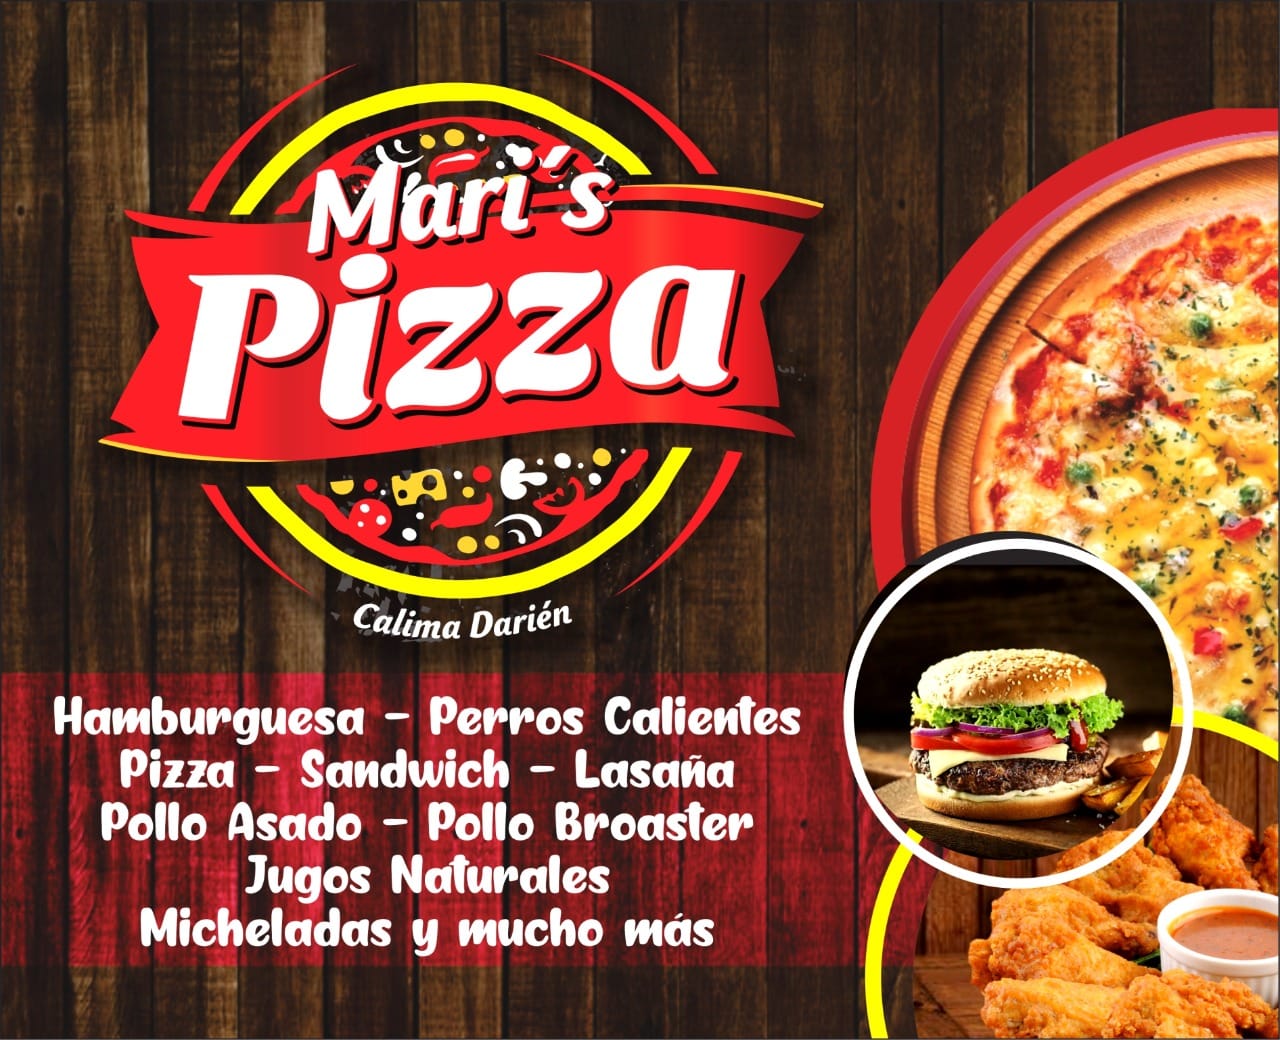 Mari's
Pizza
Calima Darién
Hamburguesa - Perros Calientes
Pizza - Sandwich - Lasaña
Pollo Asado - Pollo Broaster
Jugos Naturales
Micheladas y mucho más